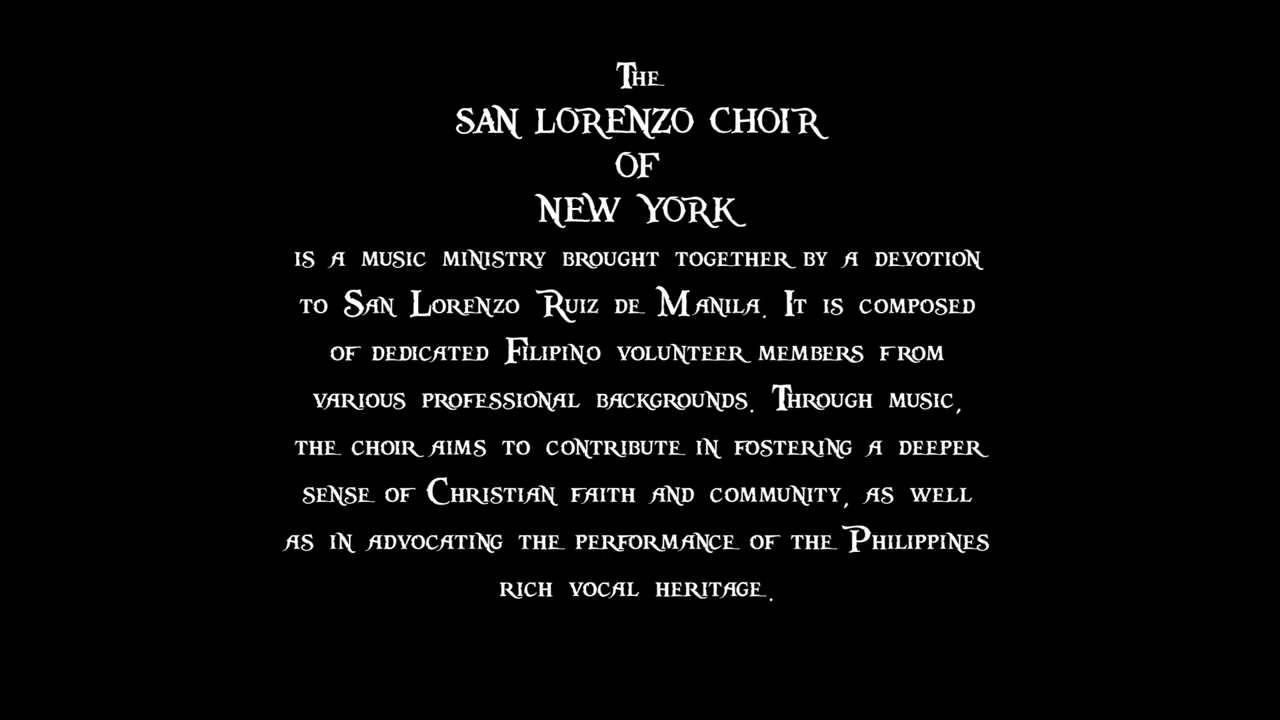 The
SAN LORENZO CHOIR
OF
NEW YORK
is a music ministry brought together by a devotion
to San Lorenzo Ruiz de Manila. It is composed
of dedicated Filipino volunteer members from
various professional backgrounds. Through music,
the choir aims to contribute in fostering a deeper
sense of Christian faith and community, as well
as in advocating the performance of the Philippines
rich vocal heritage.